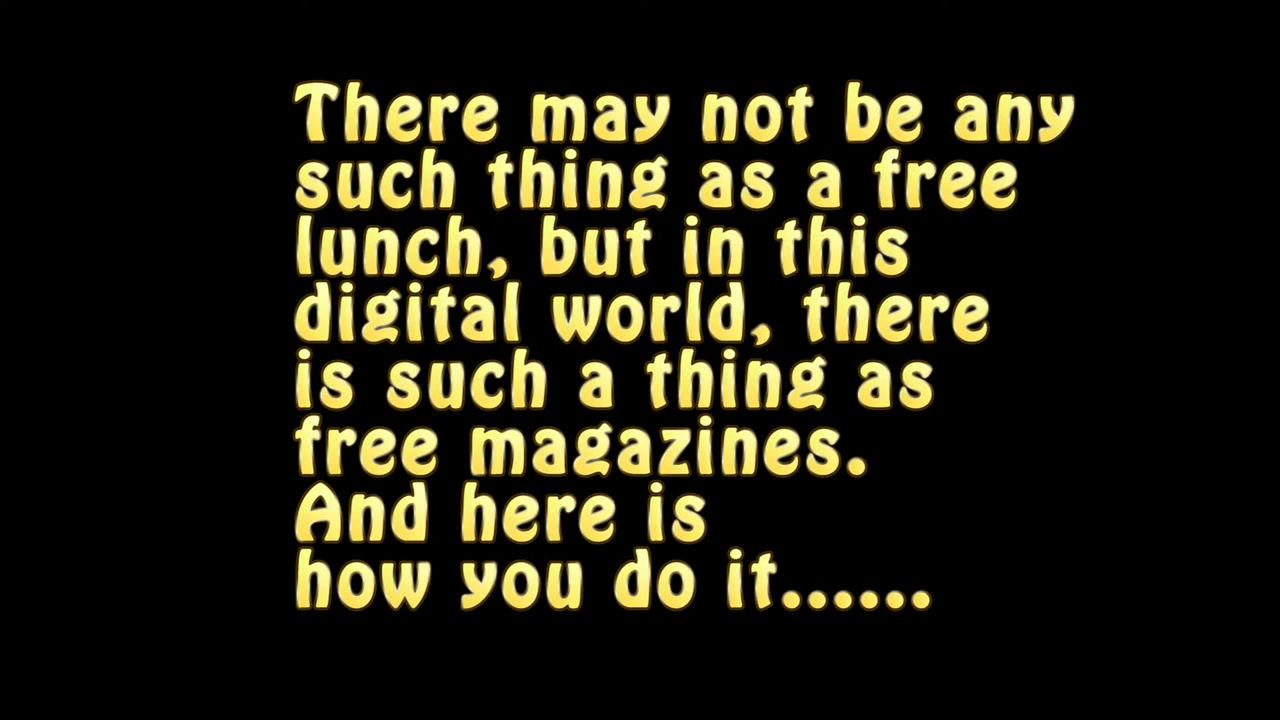 There may not be any
such thing as a free
lunch, but in this
digital world, there
is such a thing as
free magazines.
And here is
how you do it......